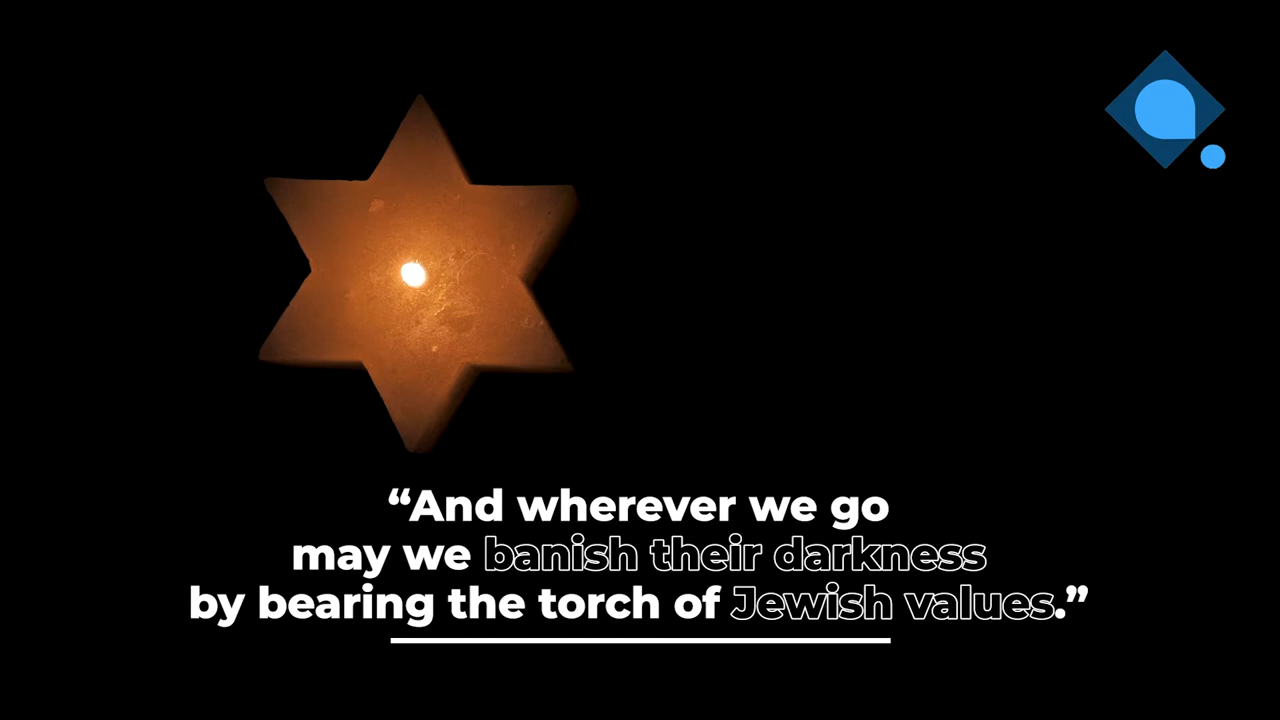 “And wherever we go
may we banish their darkness
by bearing the torch of Jewish values.”